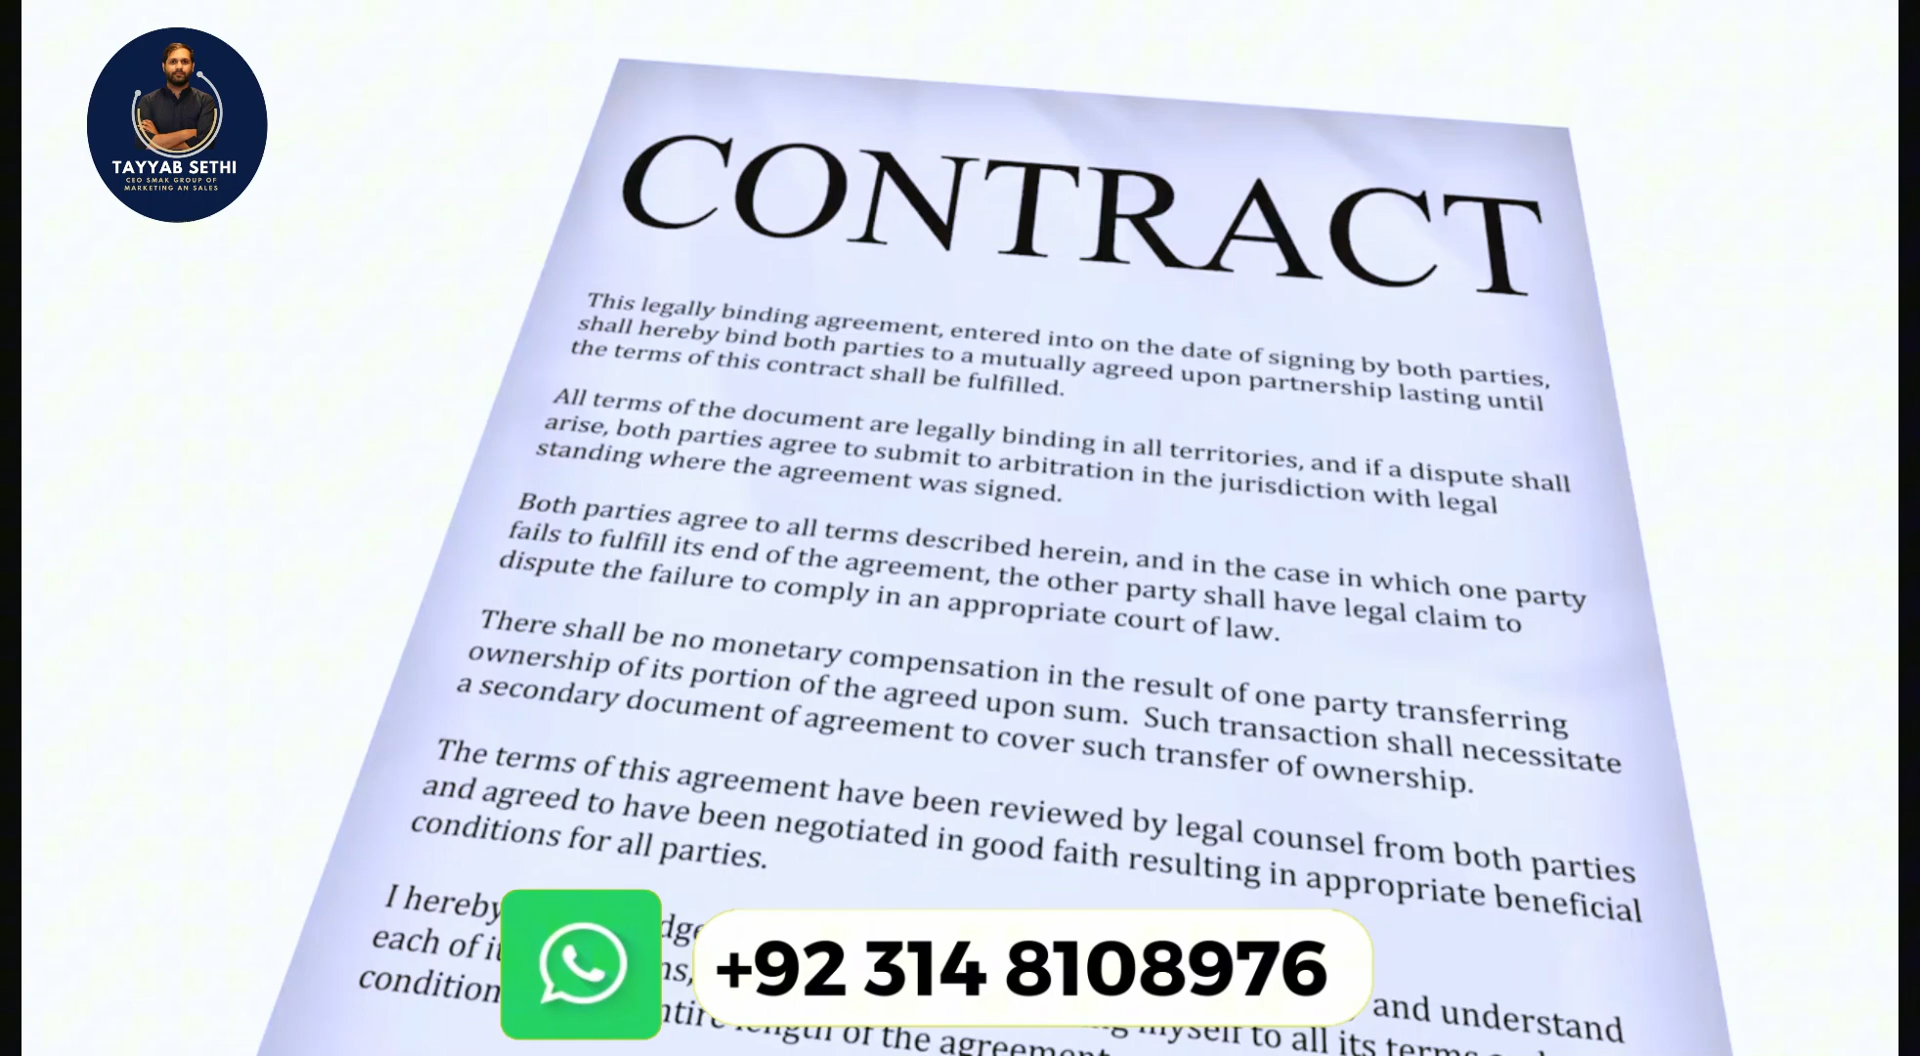 TAYYAB SETHI
CEO SMAK GROUP OF
MARKETING AN SALES
CONTRACT
This legally binding agreement, entered into on the date of signing by both parties,
shall hereby bind both parties to a mutually agreed upon partnership lasting until
the terms of this contract shall be fulfilled.
All terms of the document are legally binding in all territories, and if a dispute shall
arise, both parties agree to submit to arbitration in the jurisdiction with legal
standing where the agreement was signed.
Both parties agree to all terms described herein, and in the case in which one party
fails to fulfill its end of the agreement, the other party shall have legal claim to
dispute the failure to comply in an appropriate court of law.
There shall be no monetary compensation in the result of one party transferring
ownership of its portion of the agreed upon sum. Such transaction shall necessitate
a secondary document of agreement to cover such transfer of ownership.
The terms of this agreement have been reviewed by legal counsel from both parties
and agreed to have been negotiated in good faith resulting in appropriate beneficial
conditions for all parties.
I hereby
each of and understand
condition length of the agreement myself to all its terms
+92 314 8108976